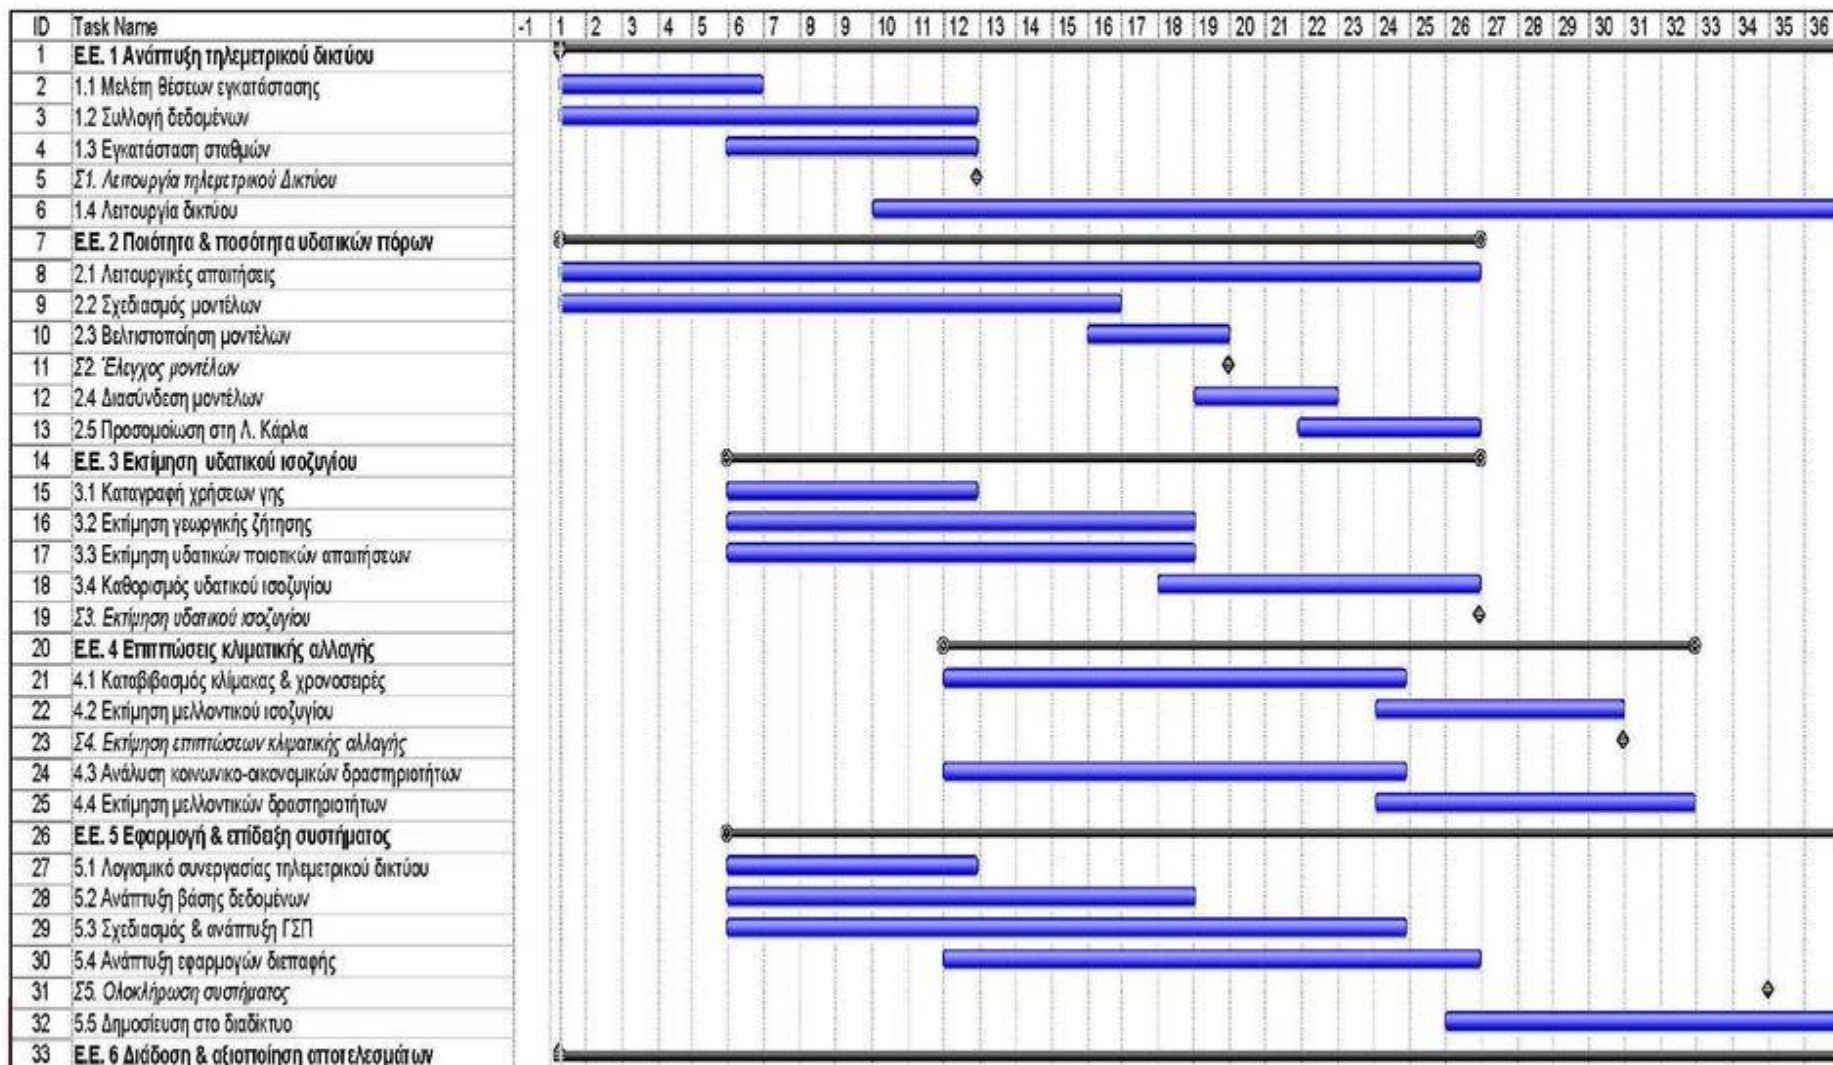 ID Task Name -1 1 2 3 4 5 6 7 8 9 10 11 12 13 14 15 16 17 18 19 20 21 22 23 24 25 26 27 28 29 30 31 33 34 35 36
1 Ε.Ε. 1 Ανάπτυξη τηλεμετρικού δικτύου
2 1.1 Μελέτη θέσεων εγκατάστασης
3 1.2 Συλλογή δεδομένων
4 1.3 Εγκατάσταση σταθμών
5 Σ1. Λειτουργία τηλεμετρικού Δικτύου
6 1.4 Λειτουργία δικτύου
7 Ε.Ε. 2 Ποιότητα & ποσότητα υδατικών πόρων
8 2.1 Λειτουργικές απαιτήσεις
9 2.2 Σχεδιασμός μοντέλων
10 2.3 Βελτιστοποίηση μοντέλων
11 Σ2. Έλεγχος μοντέλων
12 2.4 Διασύνδεση μοντέλων
13 2.5 Προσομοίωση στη Λ. Κάρλα
14 Ε.Ε. 3 Εκτίμηση υδατικού ισοζυγίου
15 3.1 Καταγραφή χρήσεων γης
16 3.2 Εκτίμηση γεωργικής ζήτησης
17 3.3 Εκτίμηση υδατικών ποιοτικών απαιτήσεων
18 3.4 Καθορισμός υδατικού ισοζυγίου
19 Σ3. Εκτίμηση υδατικού ισοζυγίου
20 Ε.Ε. 4 Επιπτώσεις κλιματικής αλλαγής
21 4.1 Καταβιβασμός κλίμακας & χρονοσειρές
22 4.2 Εκτίμηση μελλοντικού ισοζυγίου
23 Σ4. Εκτίμηση επιπτώσεων κλιματικής αλλαγής
24 4.3 Ανάλυση κοινωνικο-οικονομικών δραστηριοτήτων
25 4.4 Εκτίμηση μελλοντικών δραστηριοτήτων
26 Ε.Ε. 5 Εφαρμογή & επίδειξη συστήματος
27 5.1 Λογισμικό συνεργασίας τηλεμετρικού δικτύου
28 5.2 Ανάπτυξη βάσης δεδομένων
29 5.3 Σχεδιασμός & ανάπτυξη ΓΣΠ
30 5.4 Ανάπτυξη εφαρμογών διεπαφής
31 Σ5. Ολοκλήρωση συστήματος
32 5.5 Δημοσίευση στο διαδίκτυο
33 Ε.Ε. 6 Διάδοση & αξιοποίηση αποτελεσμάτων